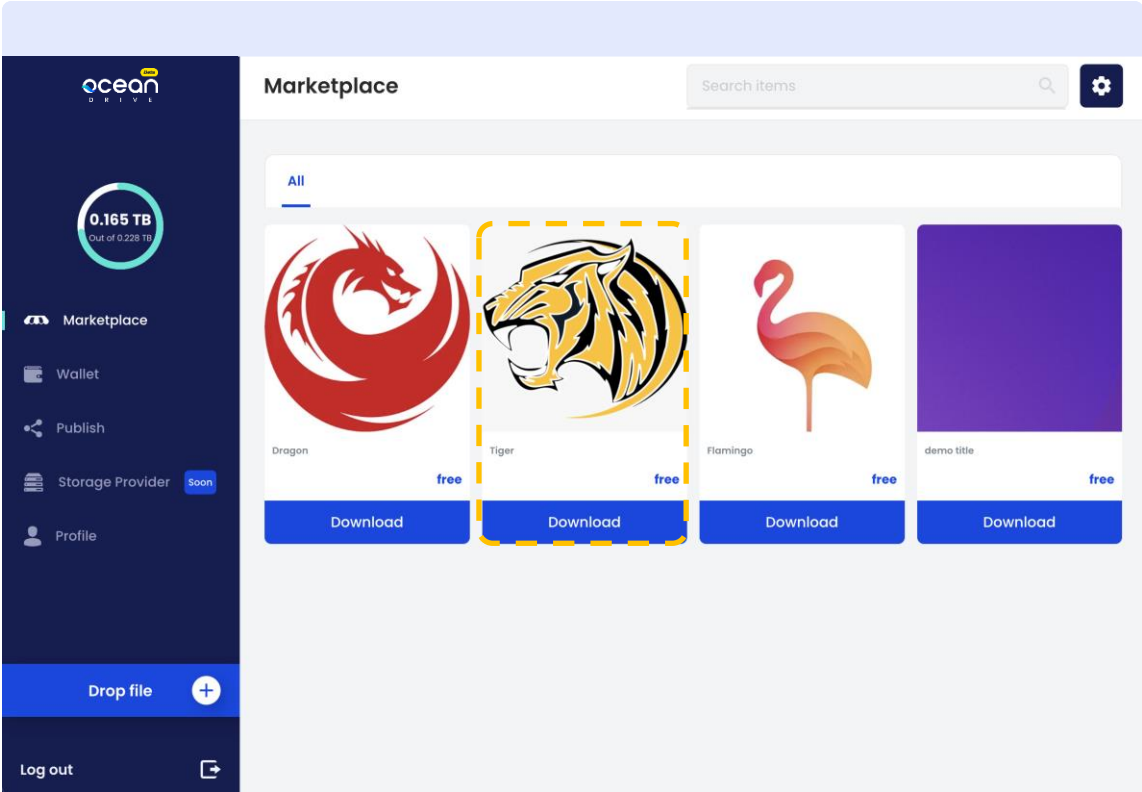 beta
ocean
DRIVE
Marketplace
Search items
0.165 TB
Out of 0.228 TB
All
Marketplace
Wallet
Publish
Storage Provider Soon
Profile
Dragon
free
Download
Tiger
free
Download
Flamingo
free
Download
demo title
free
Download
Drop file
Log out